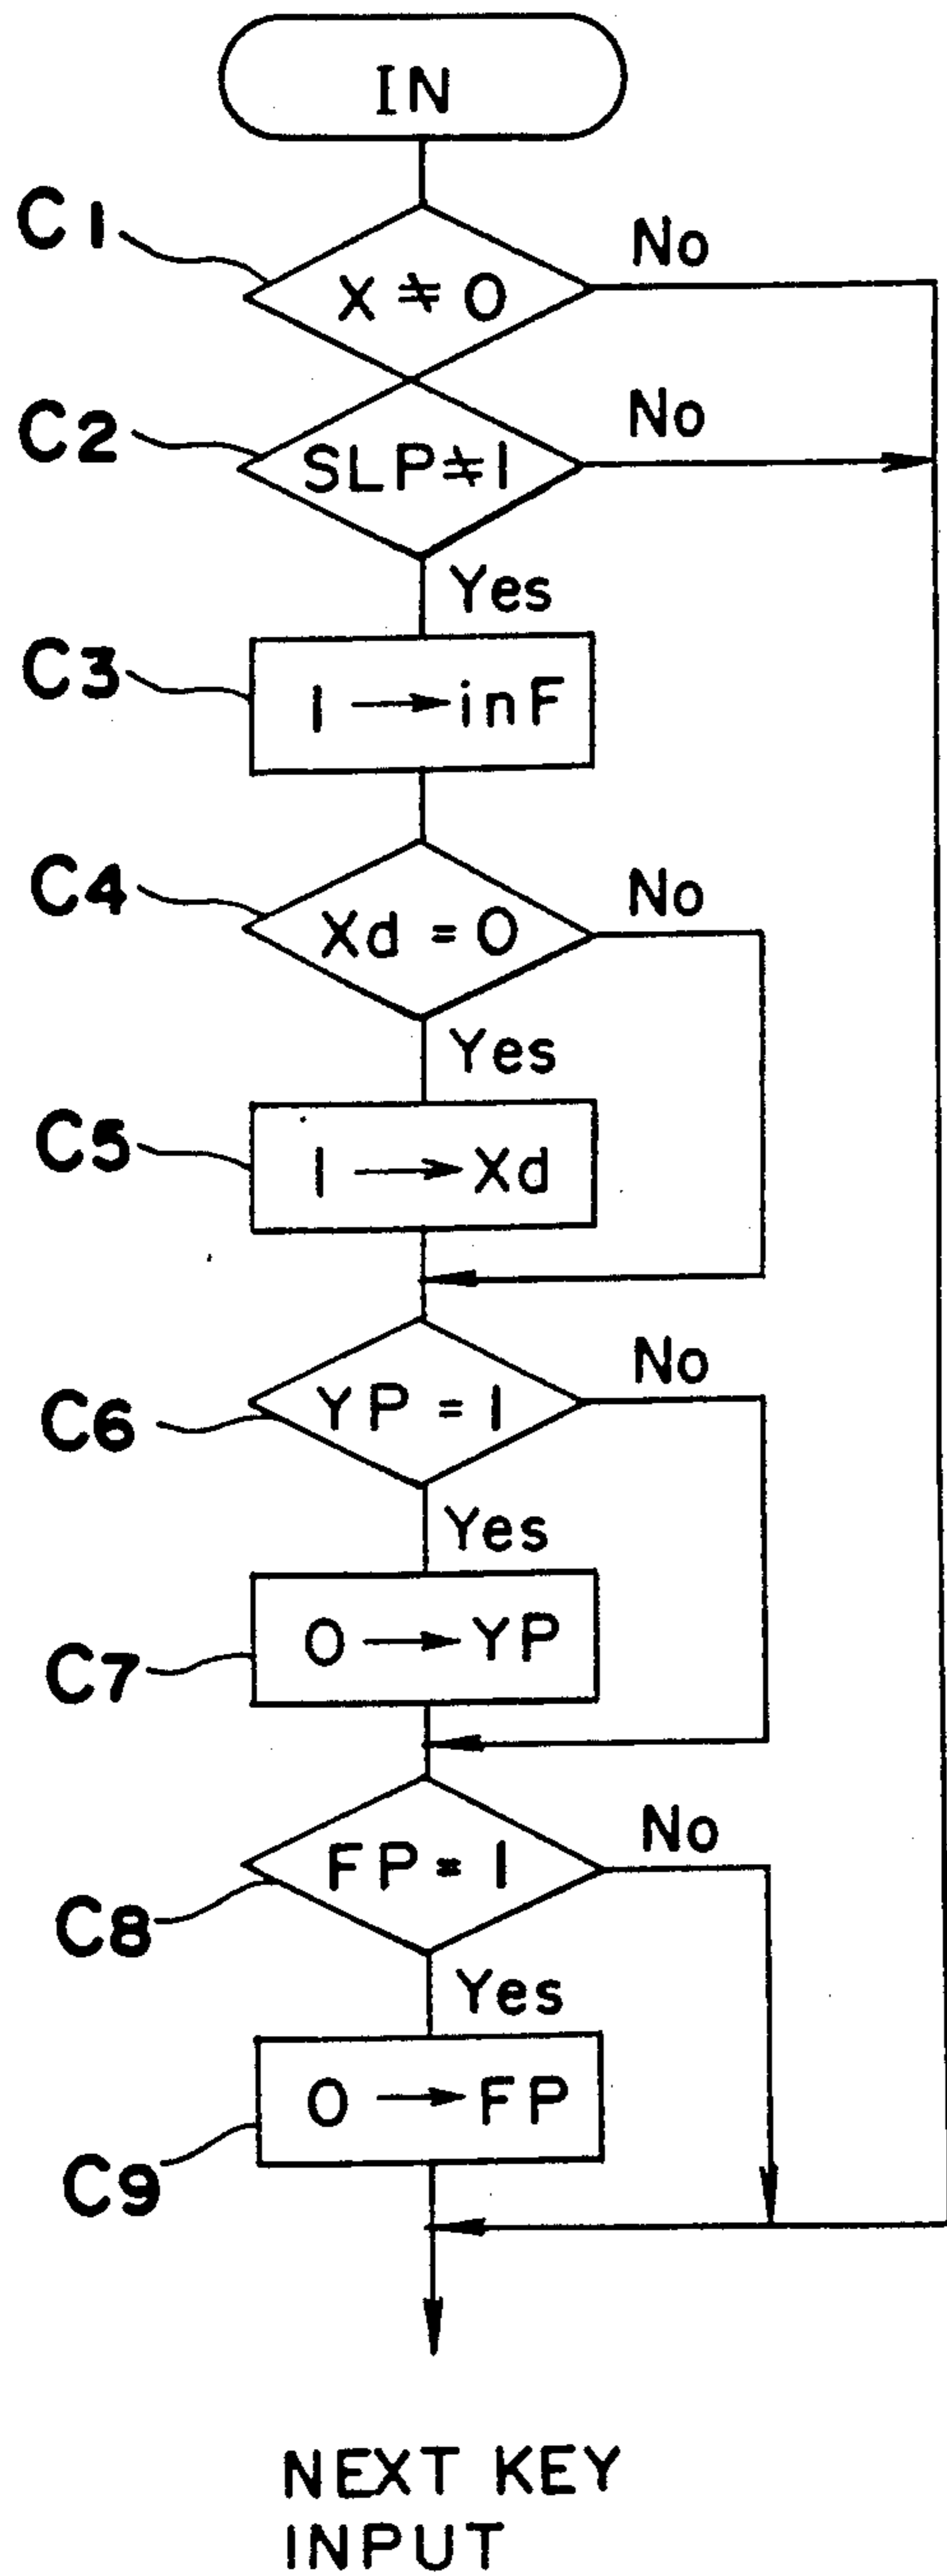 IN
C1
X ≠ 0
No
C2
SLP≠1
No
Yes
C3
1 → inF
C4
Xd = 0
No
Yes
C5
1 → Xd
C6
YP = 1
No
Yes
C7
0 → YP
C8
FP = 1
No
Yes
C9
0 → FP
NEXT KEY
INPUT